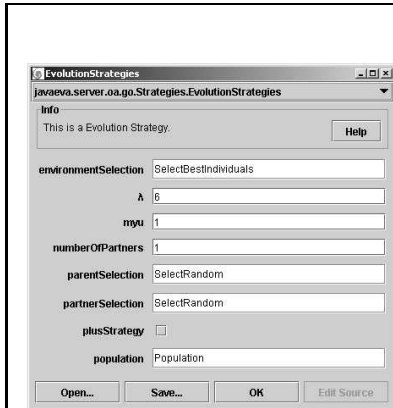 EvolutionStrategies
javaeva.server.oa.go.Strategies.EvolutionStrategies
Info
This is a Evolution Strategy.
Help
environmentSelection SelectBestIndividuals
λ 6
myu 1
numberOfPartners 1
parentSelection SelectRandom
partnerSelection SelectRandom
plusStrategy
population Population
Open... Save... OK Edit Source